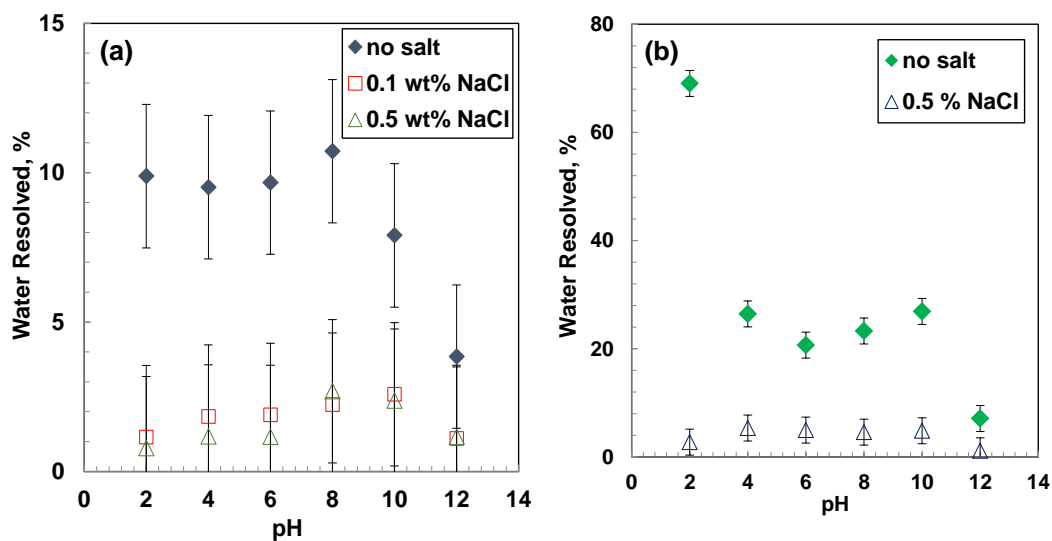 (a)
no salt
0.1 wt% NaCl
0.5 wt% NaCl
15
10
5
0
Water Resolved, %
0 2 4 6 8 10 12 14
pH
(b)
no salt
0.5 % NaCl
80
60
40
20
0
Water Resolved, %
0 2 4 6 8 10 12 14
pH